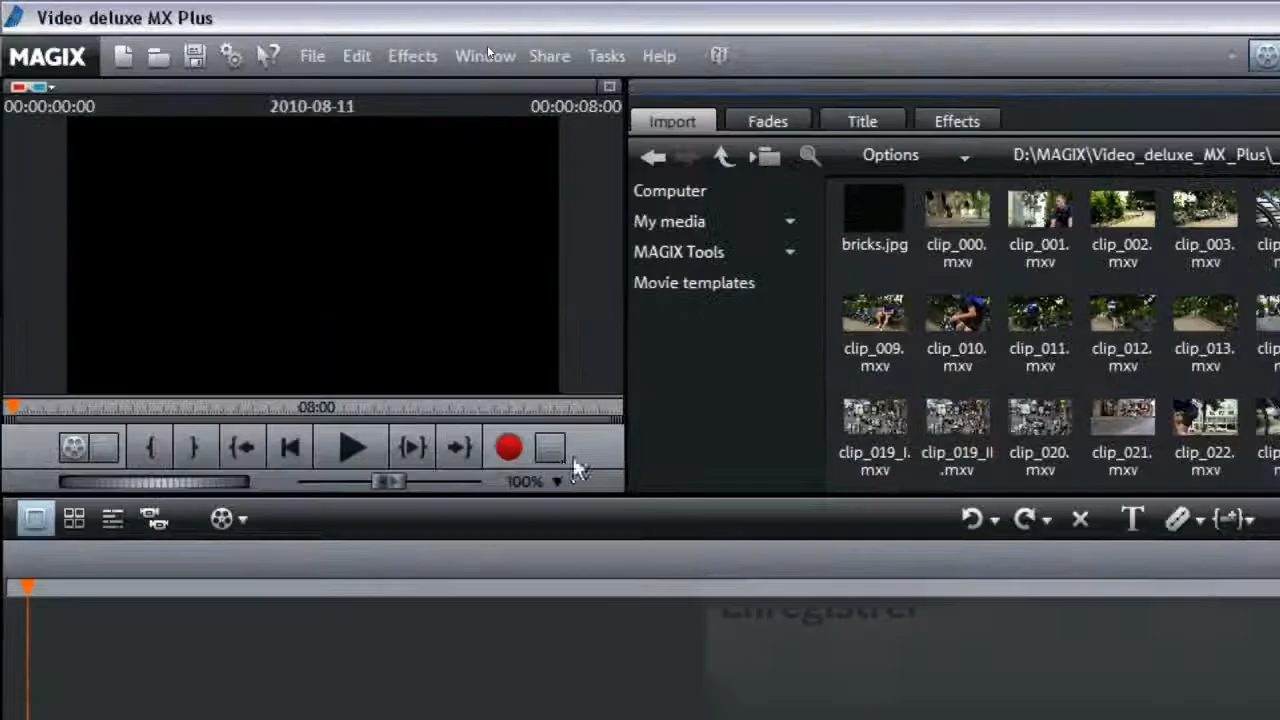 Video deluxe MX Plus
MAGIX File Edit Effects Window Share Tasks Help
00:00:00:00 2010-08-11 00:00:08:00
Import Fades Title Effects
Options D:\MAGIX\Video_deluxe_MX_Plus\_
Computer
My media
MAGIX Tools
Movie templates
bricks.jpg clip_000. clip_001. clip_002. clip_003.
mxv mxv mxv mxv
clip_009. clip_010. clip_011. clip_012. clip_013.
mxv mxv mxv mxv mxv
clip_019_I. clip_019_II clip_020. clip_021. clip_022.
mxv .mxv mxv mxv mxv
08:00
100%
T
Enregistrer